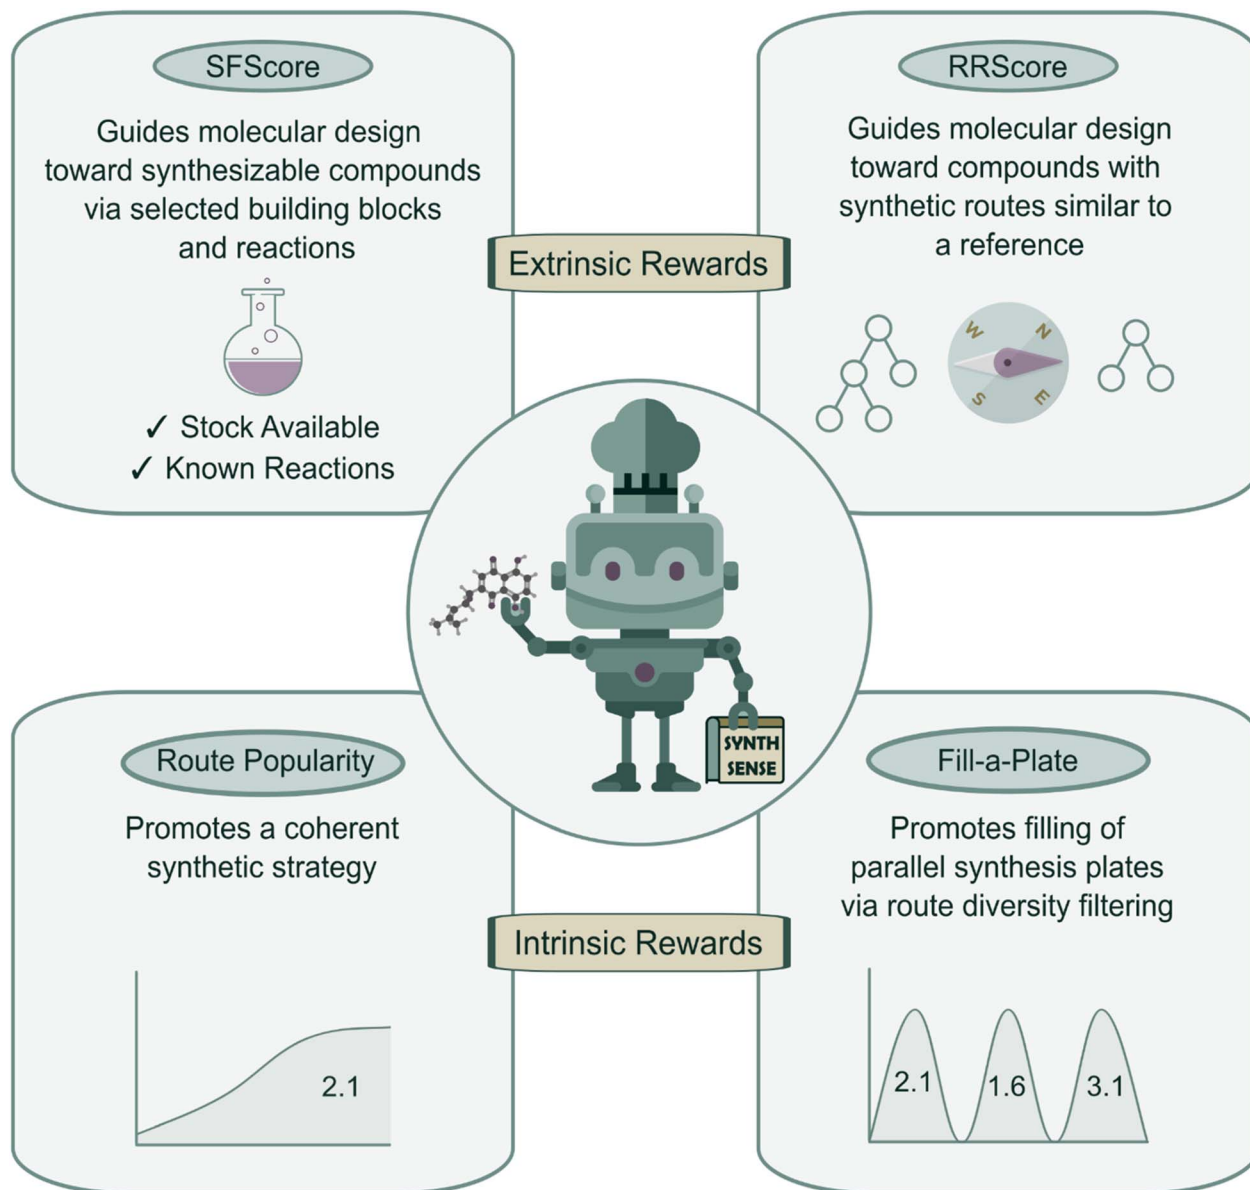 SFScore
Guides molecular design
toward synthesizable compounds
via selected building blocks
and reactions
✓ Stock Available
✓ Known Reactions
Extrinsic Rewards
RRScore
Guides molecular design
toward compounds with
synthetic routes similar to
a reference
W N
S E
SYNTH
SENSE
Route Popularity
Promotes a coherent
synthetic strategy
2.1
Intrinsic Rewards
Fill-a-Plate
Promotes filling of
parallel synthesis plates
via route diversity filtering
2.1 1.6 3.1